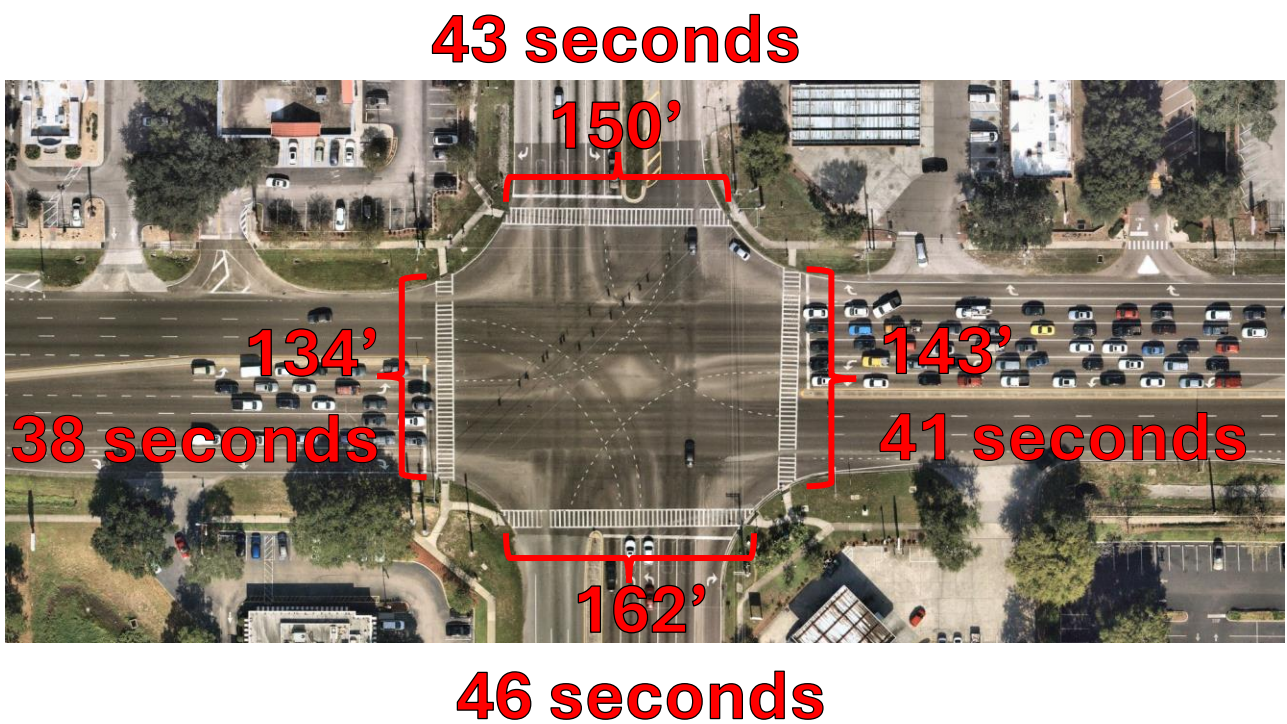 43 seconds
150’
134’
143’
38 seconds
41 seconds
162’
46 seconds